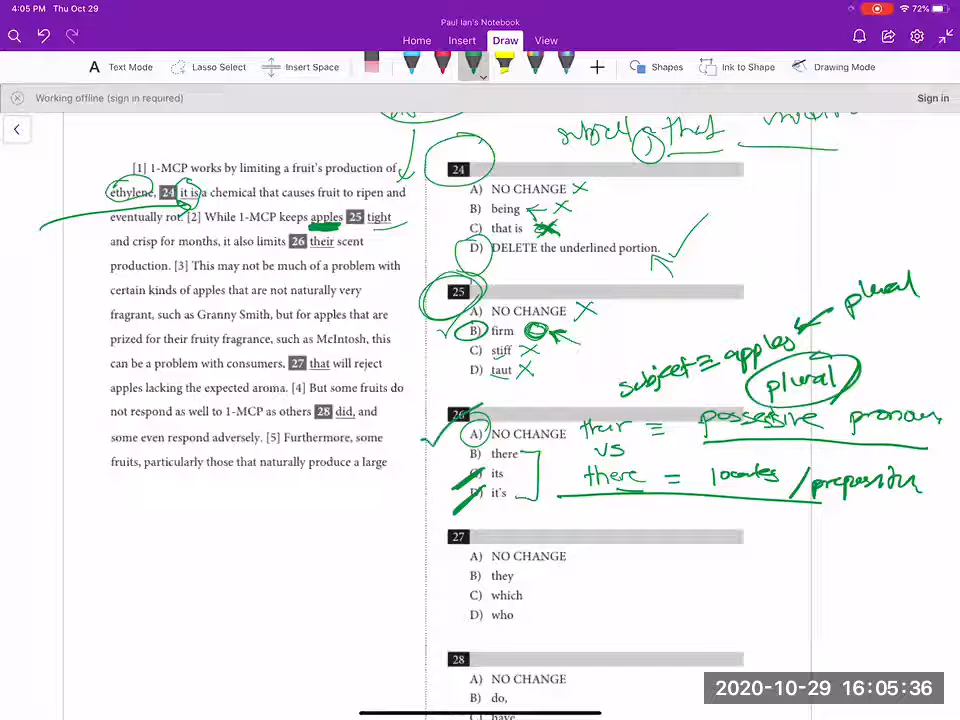 4:05 PM Thu Oct 29
72%
Paul Ian's Notebook
Home Insert Draw View
A Text Mode Lasso Select Insert Space Shapes Ink to Shape Drawing Mode
Working offline (sign in required) Sign in
that
[1] 1-MCP works by limiting a fruit's production of
ethylene, 24 it is a chemical that causes fruit to ripen and
eventually rot. [2] While 1-MCP keeps apples 25 tight
and crisp for months, it also limits 26 their scent
production. [3] This may not be much of a problem with
certain kinds of apples that are not naturally very
fragrant, such as Granny Smith, but for apples that are
prized for their fruity fragrance, such as McIntosh, this
can be a problem with consumers, 27 that will reject
apples lacking the expected aroma. [4] But some fruits do
not respond as well to 1-MCP as others 28 did, and
some even respond adversely. [5] Furthermore, some
fruits, particularly those that naturally produce a large
24
A) NO CHANGE X
B) being X
C) that is
D) DELETE the underlined portion.
25
A) NO CHANGE X
B) firm
C) stiff X
D) taut X
plural
subject = apples
plural
26
A) NO CHANGE
B) there
C) its
D) it's
their = possessive pronoun
vs
there = locates / preposition
27
A) NO CHANGE
B) they
C) which
D) who
28
A) NO CHANGE
B) do,
C) have
2020-10-29 16:05:36